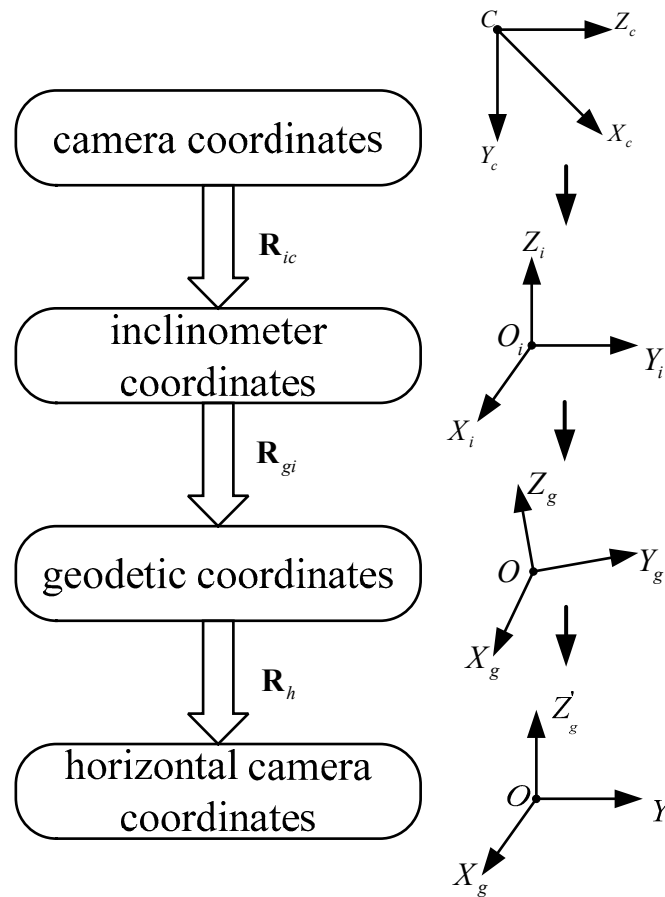 C
Z_c
camera coordinates
Y_c
X_c
R_ic
Z_i
inclinometer
coordinates
O_i
Y_i
X_i
R_gi
Z_g
geodetic coordinates
O
Y_g
X_g
R_h
Z'_g
horizontal camera
coordinates
O
Y
X_g